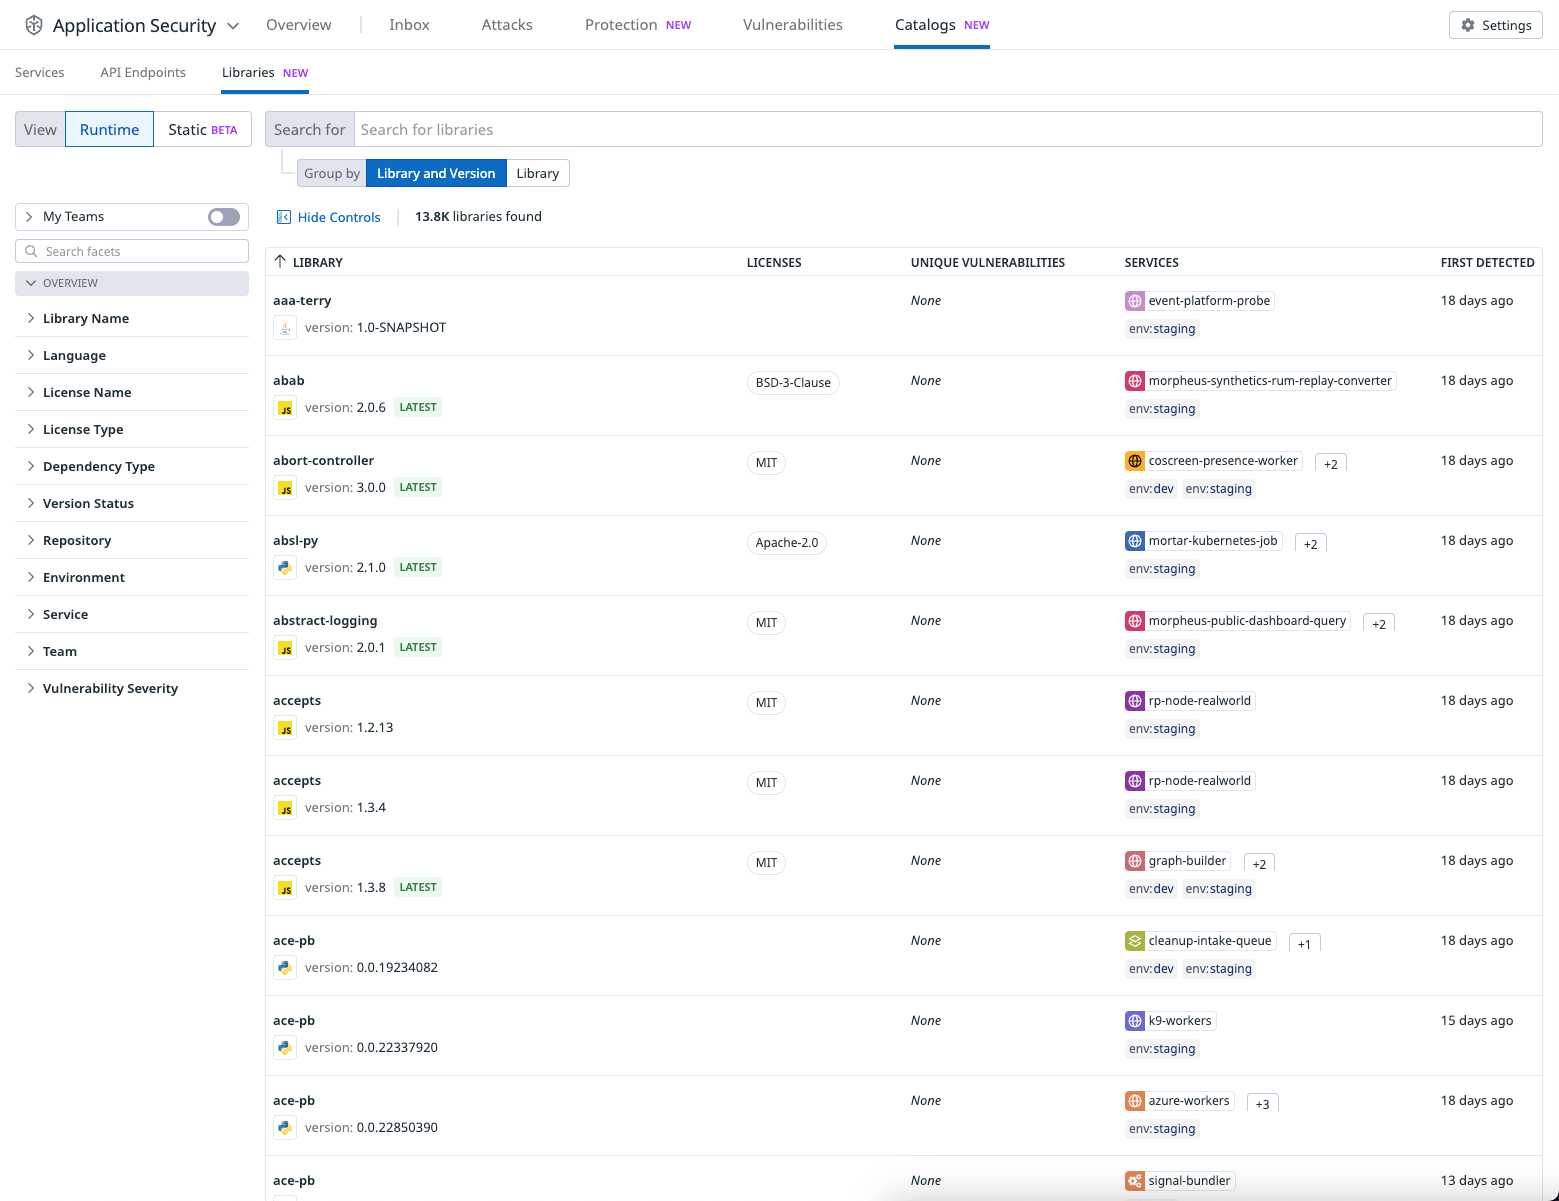 Application Security
Overview
Inbox
Attacks
Protection NEW
Vulnerabilities
Catalogs NEW
Settings
Services
API Endpoints
Libraries NEW
View
Runtime
Static BETA
Search for
Search for libraries
Group by
Library and Version
Library
My Teams
Hide Controls
13.8K libraries found
Search facets
OVERVIEW
Library Name
Language
License Name
License Type
Dependency Type
Version Status
Repository
Environment
Service
Team
Vulnerability Severity
LIBRARY LICENSES UNIQUE VULNERABILITIES SERVICES FIRST DETECTED
aaa-terry None event-platform-probe 18 days ago
version: 1.0-SNAPSHOT env:staging
abab BSD-3-Clause None morpheus-synthetics-rum-replay-converter 18 days ago
JS version: 2.0.6 LATEST env:staging
abort-controller MIT None coscreen-presence-worker +2 18 days ago
JS version: 3.0.0 LATEST env:dev env:staging
absl-py Apache-2.0 None mortar-kubernetes-job +2 18 days ago
version: 2.1.0 LATEST env:staging
abstract-logging MIT None morpheus-public-dashboard-query +2 18 days ago
JS version: 2.0.1 LATEST env:staging
accepts MIT None rp-node-realworld 18 days ago
JS version: 1.2.13 env:staging
accepts MIT None rp-node-realworld 18 days ago
JS version: 1.3.4 env:staging
accepts MIT None graph-builder +2 18 days ago
JS version: 1.3.8 LATEST env:dev env:staging
ace-pb None cleanup-intake-queue +1 18 days ago
version: 0.0.19234082 env:dev env:staging
ace-pb None k9-workers 15 days ago
version: 0.0.22337920 env:staging
ace-pb None azure-workers +3 18 days ago
version: 0.0.22850390 env:staging
ace-pb None signal-bundler 13 days ago